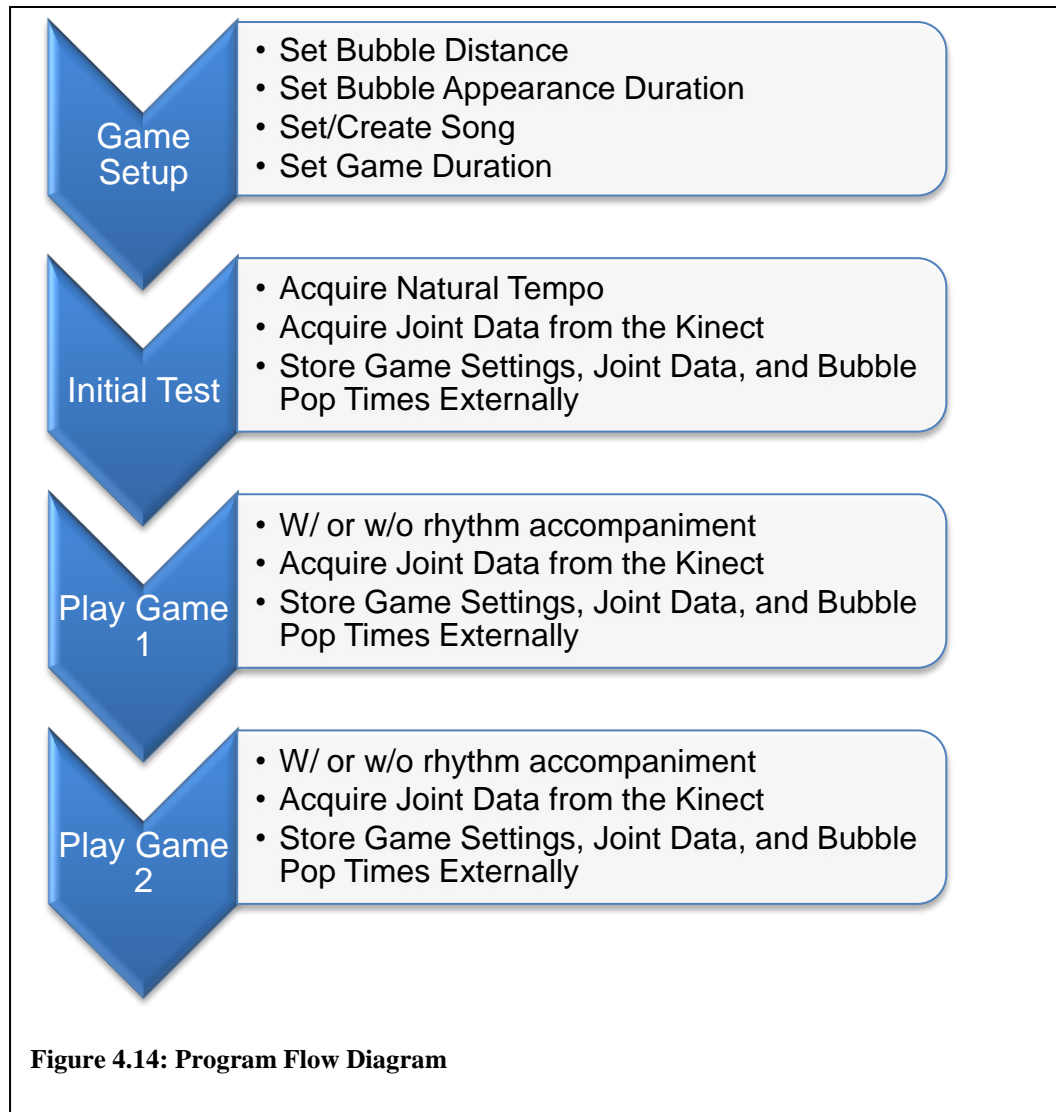 Game
Setup
• Set Bubble Distance
• Set Bubble Appearance Duration
• Set/Create Song
• Set Game Duration
Initial Test
• Acquire Natural Tempo
• Acquire Joint Data from the Kinect
• Store Game Settings, Joint Data, and Bubble
Pop Times Externally
Play Game
1
• W/ or w/o rhythm accompaniment
• Acquire Joint Data from the Kinect
• Store Game Settings, Joint Data, and Bubble
Pop Times Externally
Play Game
2
• W/ or w/o rhythm accompaniment
• Acquire Joint Data from the Kinect
• Store Game Settings, Joint Data, and Bubble
Pop Times Externally
Figure 4.14: Program Flow Diagram